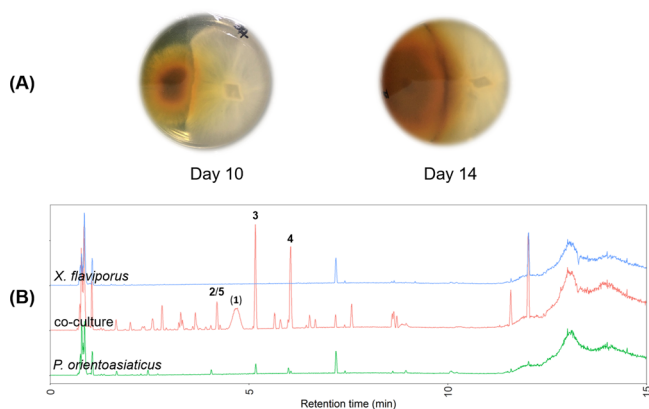 (A)
Day 10
Day 14
3
4
2/5
(1)
X. flaviporus
co-culture
P. orientoasiaticus
(B)
0
5
10
15
Retention time (min)